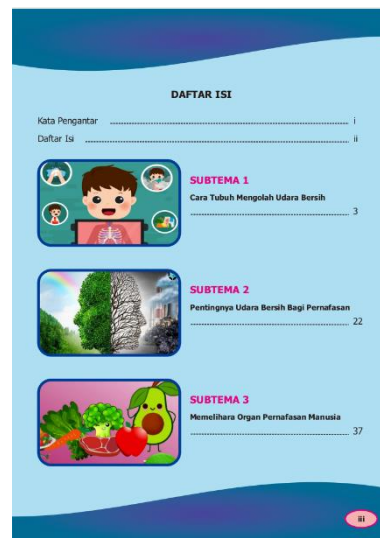 DAFTAR ISI
Kata Pengantar ........................................................................ i
Daftar Isi ........................................................................ ii
SUBTEMA 1
Cara Tubuh Mengolah Udara Bersih
........................................................................ 3
SUBTEMA 2
Pentingnya Udara Bersih Bagi Pernafasan
........................................................................ 22
SUBTEMA 3
Memelihara Organ Pernafasan Manusia
........................................................................ 37
iii